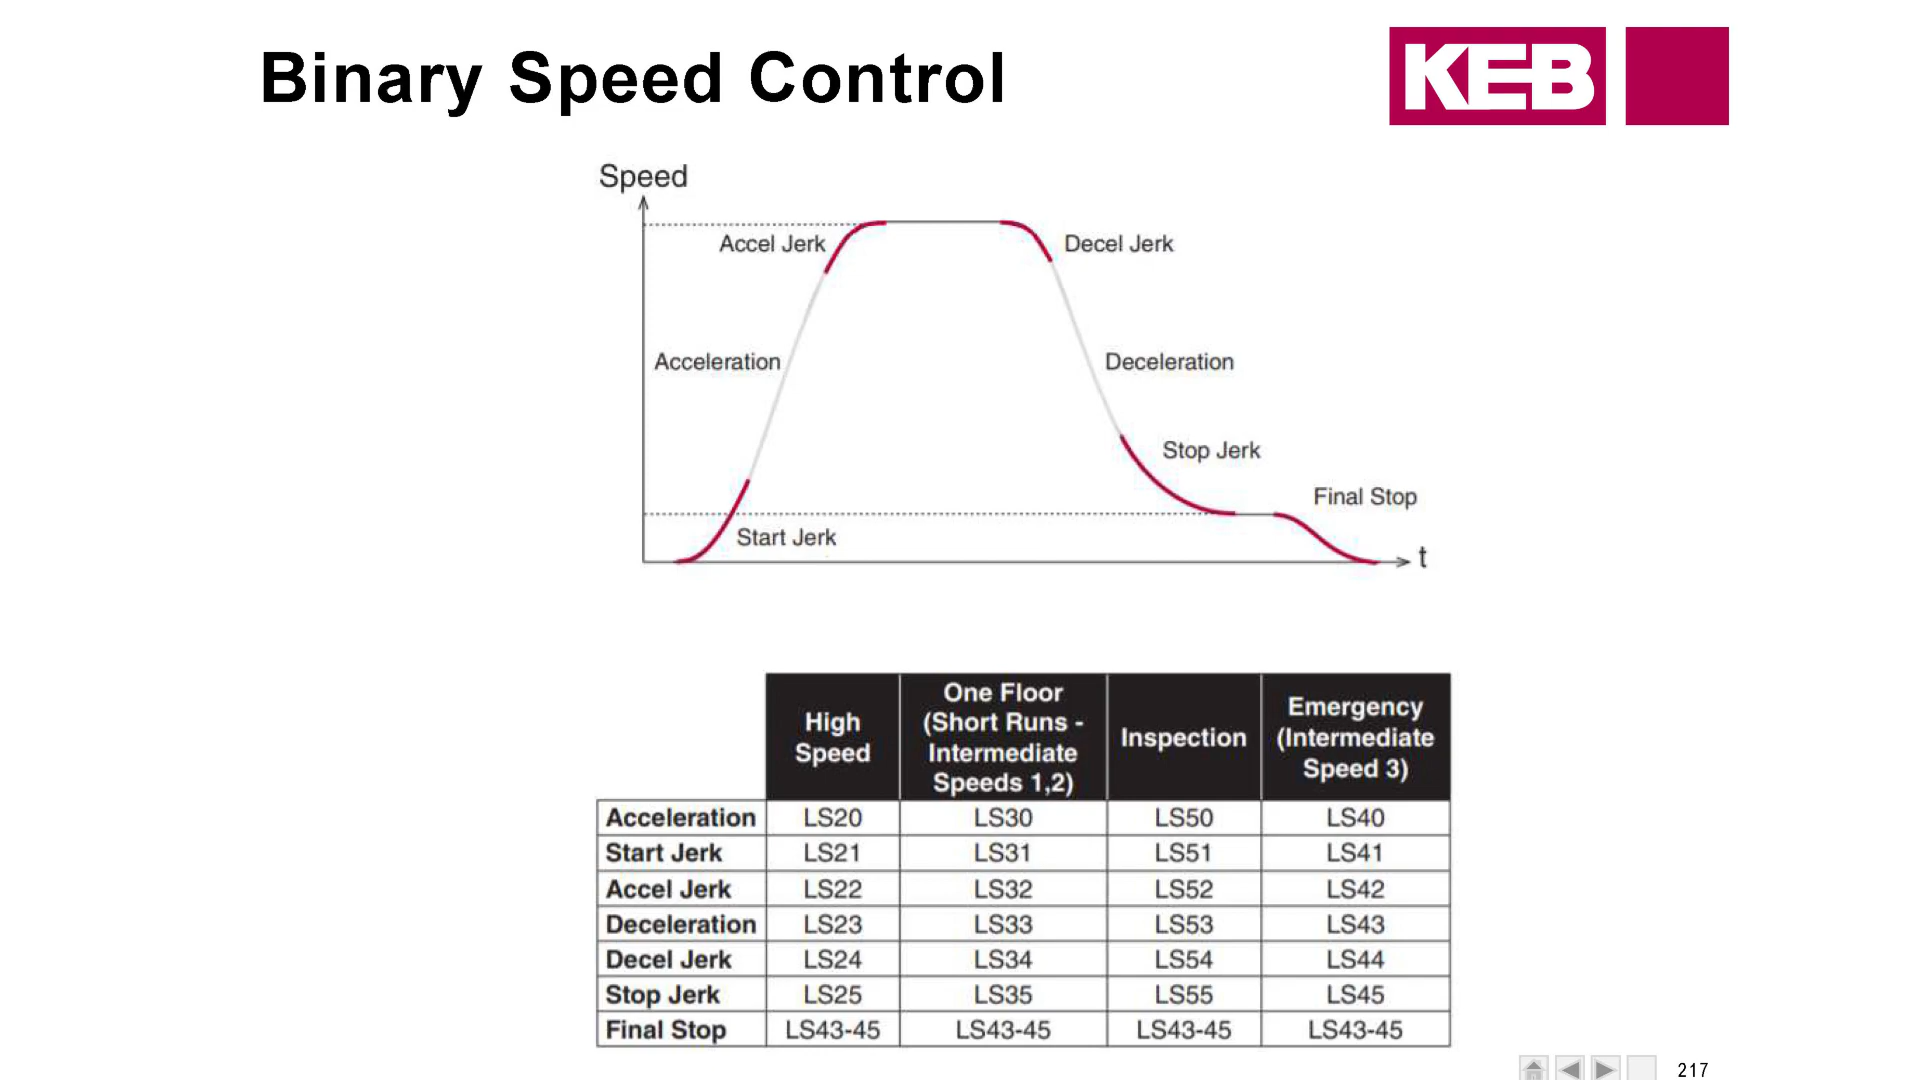 Binary Speed Control
KEB
Speed
Accel Jerk
Decel Jerk
Acceleration
Deceleration
Stop Jerk
Final Stop
Start Jerk
t
High Speed | One Floor (Short Runs - Intermediate Speeds 1,2) | Inspection | Emergency (Intermediate Speed 3)
Acceleration LS20 LS30 LS50 LS40
Start Jerk LS21 LS31 LS51 LS41
Accel Jerk LS22 LS32 LS52 LS42
Deceleration LS23 LS33 LS53 LS43
Decel Jerk LS24 LS34 LS54 LS44
Stop Jerk LS25 LS35 LS55 LS45
Final Stop LS43-45 LS43-45 LS43-45 LS43-45
217